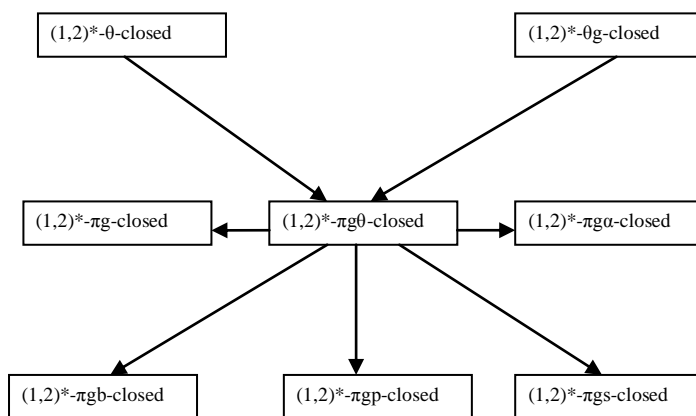 (1,2)*-θ-closed
(1,2)*-θg-closed
(1,2)*-πg-closed
(1,2)*-πgθ-closed
(1,2)*-πgα-closed
(1,2)*-πgb-closed
(1,2)*-πgp-closed
(1,2)*-πgs-closed